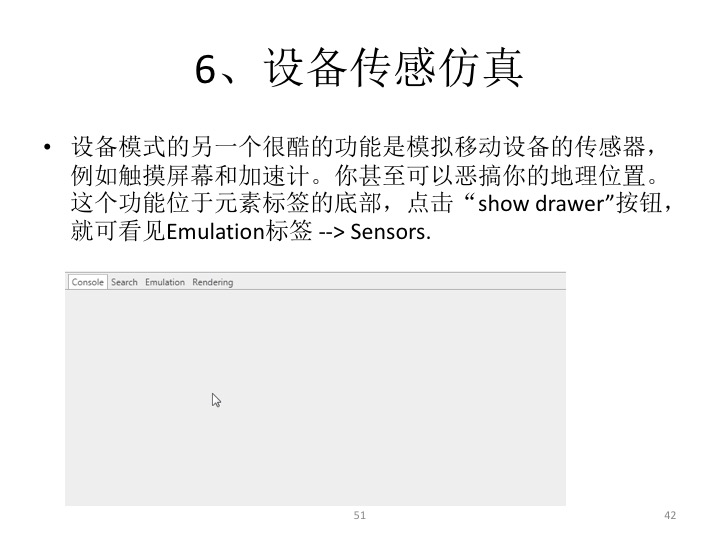 6、设备传感仿真
• 设备模式的另一个很酷的功能是模拟移动设备的传感器，
例如触摸屏幕和加速计。你甚至可以恶搞你的地理位置。
这个功能位于元素标签的底部，点击“show drawer”按钮，
就可看见Emulation标签 --> Sensors.
Console Search Emulation Rendering
51
42